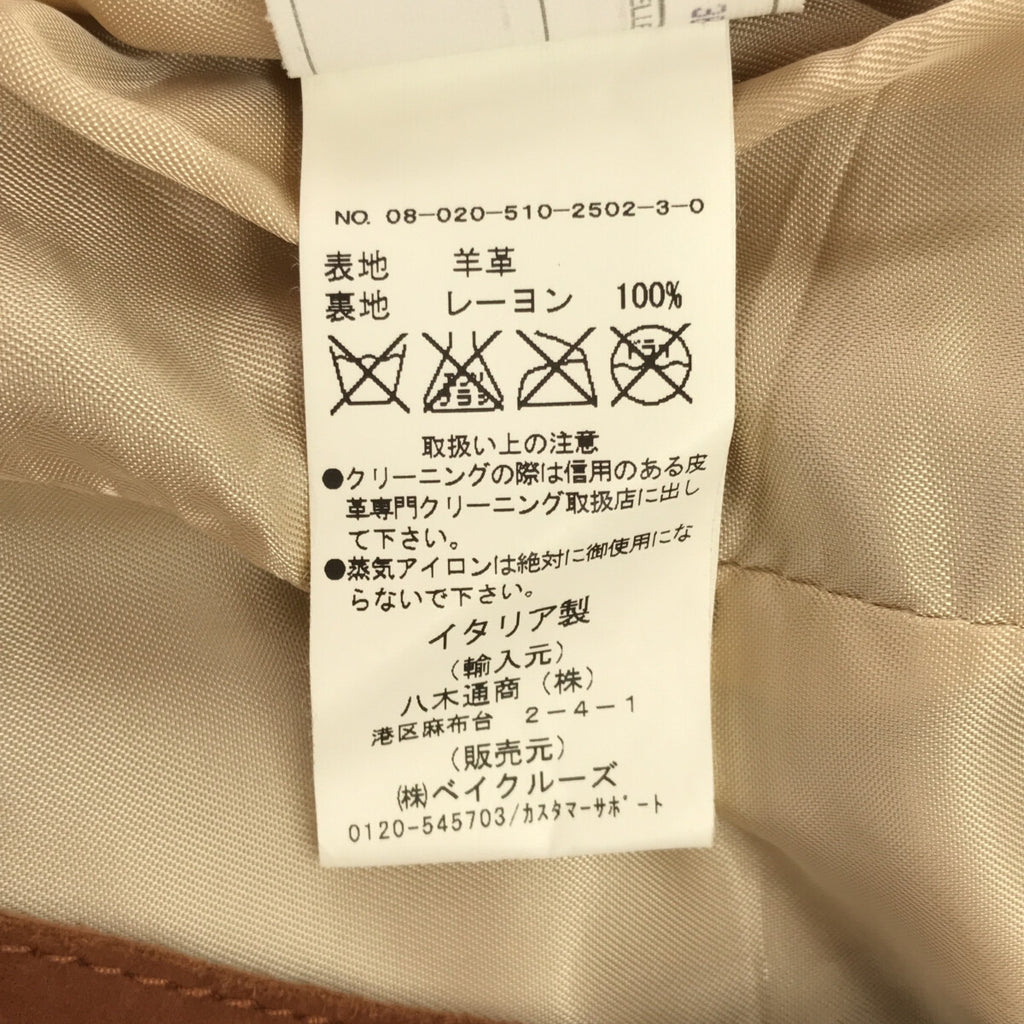 NO. 08-020-510-2502-3-0
表地 羊革
裏地 レーヨン 100%
ドライ
取扱い上の注意
●クリーニングの際は信用のある皮
革専門クリーニング取扱店に出し
て下さい。
●蒸気アイロンは絶対に御使用にな
らないで下さい。
イタリア製
(輸入元)
八木通商(株)
港区麻布台 2-4-1
(販売元)
㈱ベイクルーズ
0120-545703/カスタマーサポート